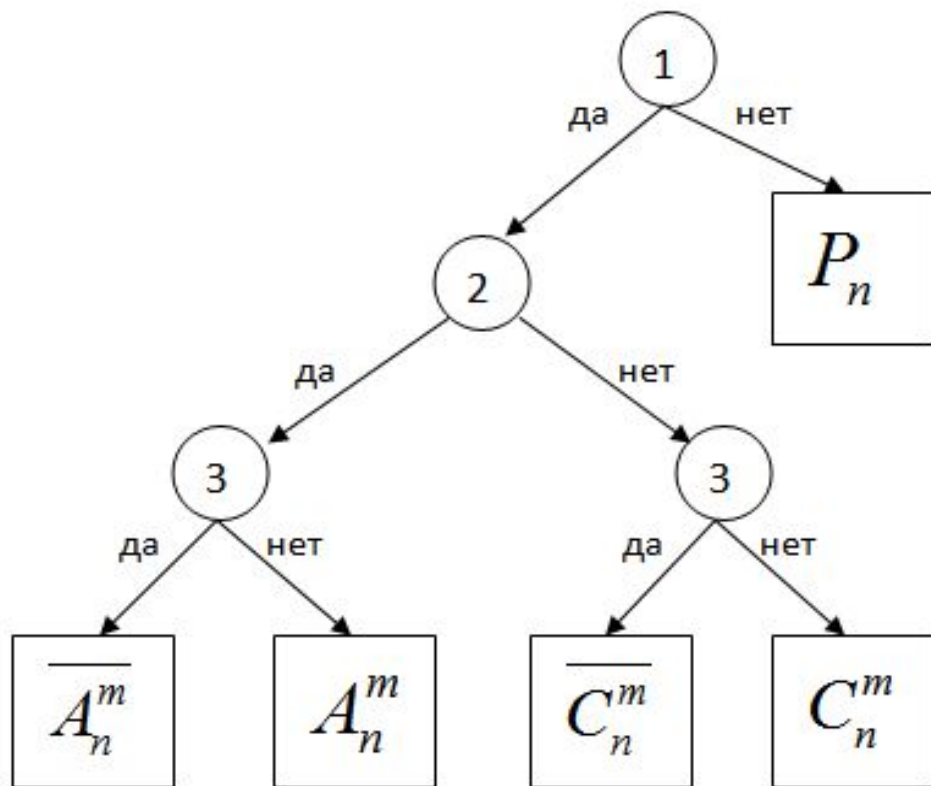 1
да нет
P_n
2
да нет
3 3
да нет да нет
\overline{A_n^m} A_n^m \overline{C_n^m} C_n^m